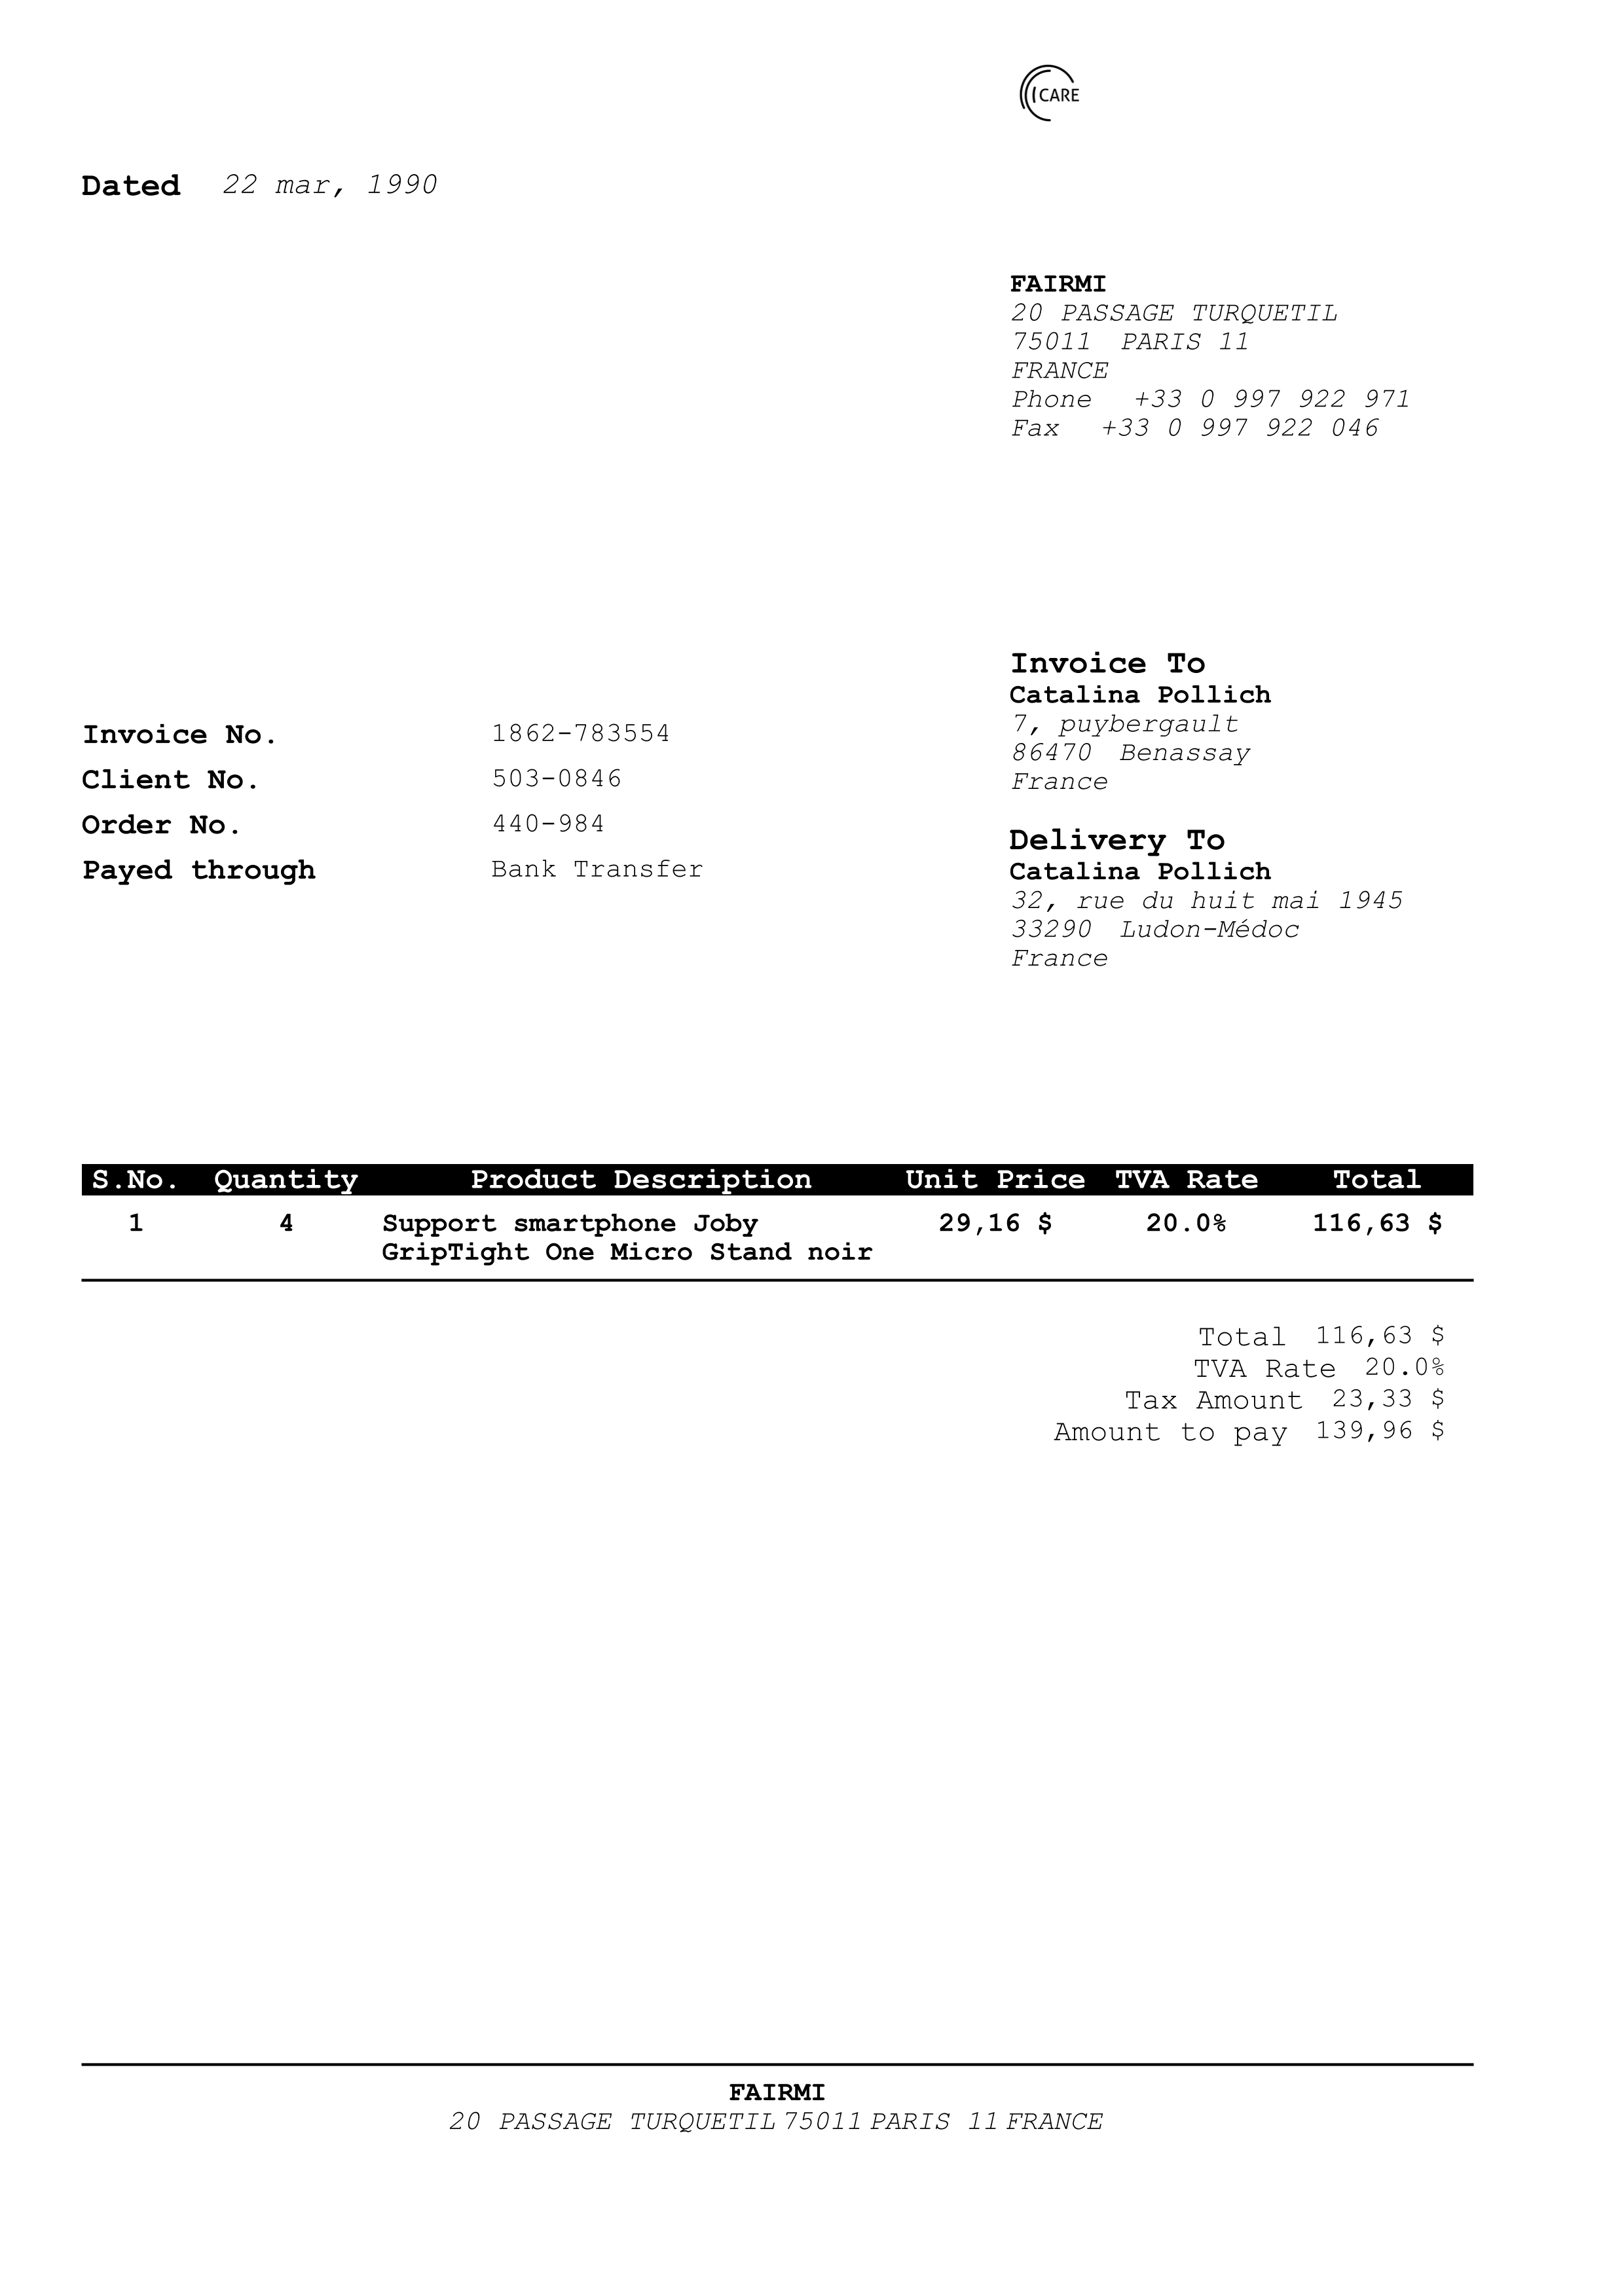 CARE
Dated 22 mar, 1990
FAIRMI
20 PASSAGE TURQUETIL
75011 PARIS 11
FRANCE
Phone +33 0 997 922 971
Fax +33 0 997 922 046
Invoice To
Catalina Pollich
7, puybergault
86470 Benassay
France
Invoice No. 1862-783554
Client No. 503-0846
Order No. 440-984
Payed through Bank Transfer
Delivery To
Catalina Pollich
32, rue du huit mai 1945
33290 Ludon-Médoc
France
S.No. Quantity Product Description Unit Price TVA Rate Total
1 4 Support smartphone Joby 29,16 $ 20.0% 116,63 $
GripTight One Micro Stand noir
Total 116,63 $
TVA Rate 20.0%
Tax Amount 23,33 $
Amount to pay 139,96 $
FAIRMI
20 PASSAGE TURQUETIL 75011 PARIS 11 FRANCE